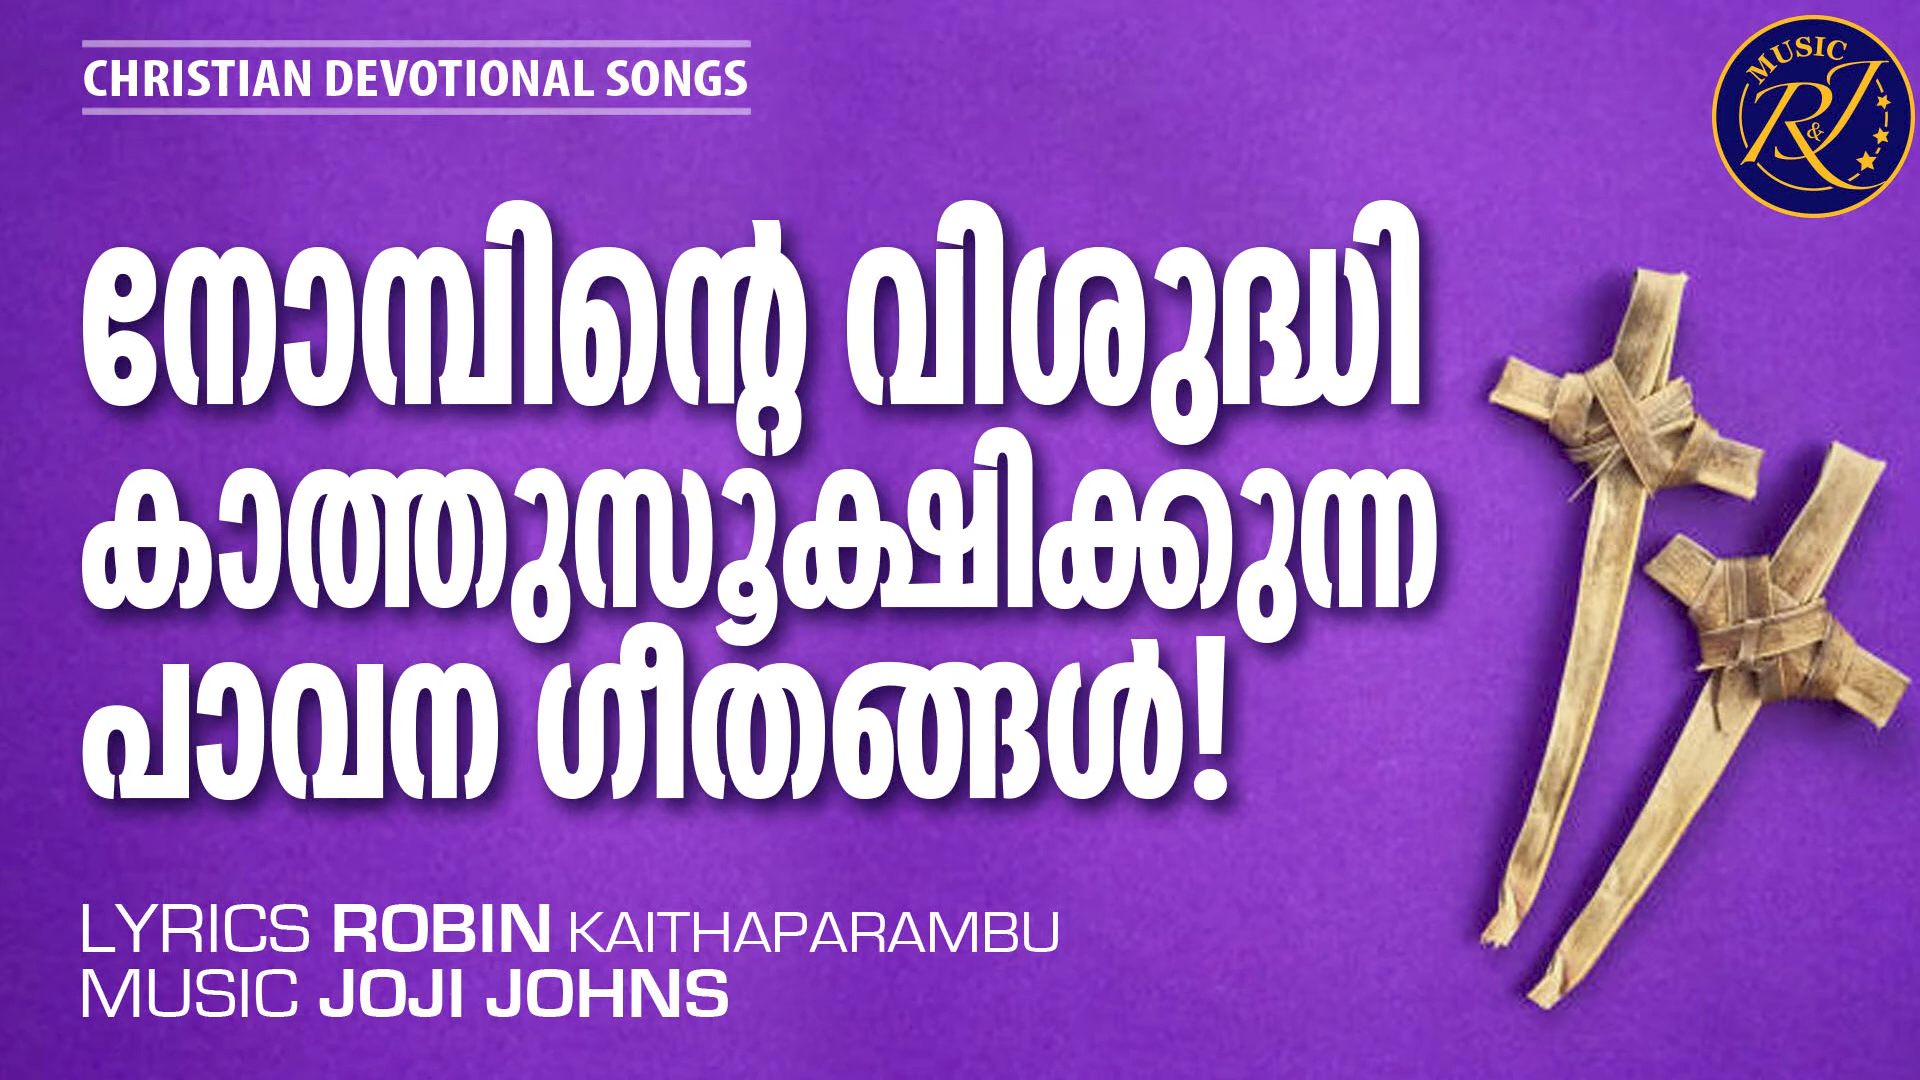 CHRISTIAN DEVOTIONAL SONGS
MUSIC
R&J
നോമ്പിന്റെ വിശുദ്ധി
കാത്തുസൂക്ഷിക്കുന്ന
പാവന ഗീതങ്ങൾ!
LYRICS ROBIN KAITHAPARAMBU
MUSIC JOJI JOHNS